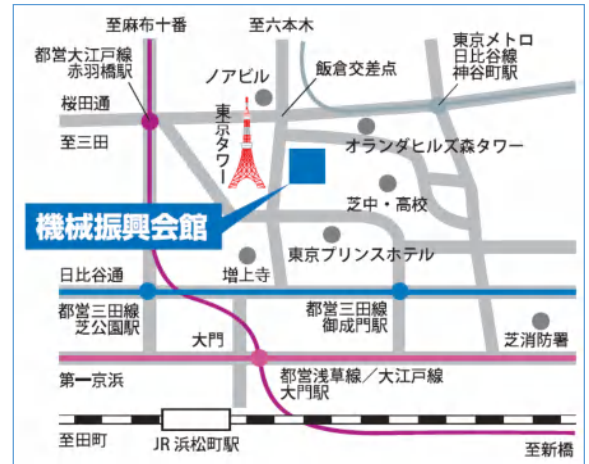 至麻布十番
至六本木
都営大江戸線
赤羽橋駅
ノアビル
飯倉交差点
東京メトロ
日比谷線
神谷町駅
桜田通
至三田
東京タワー
オランダヒルズ森タワー
芝中・高校
機械振興会館
東京プリンスホテル
増上寺
日比谷通
都営三田線
芝公園駅
都営三田線
御成門駅
大門
芝消防署
第一京浜
都営浅草線／大江戸線
大門駅
至田町
JR 浜松町駅
至新橋